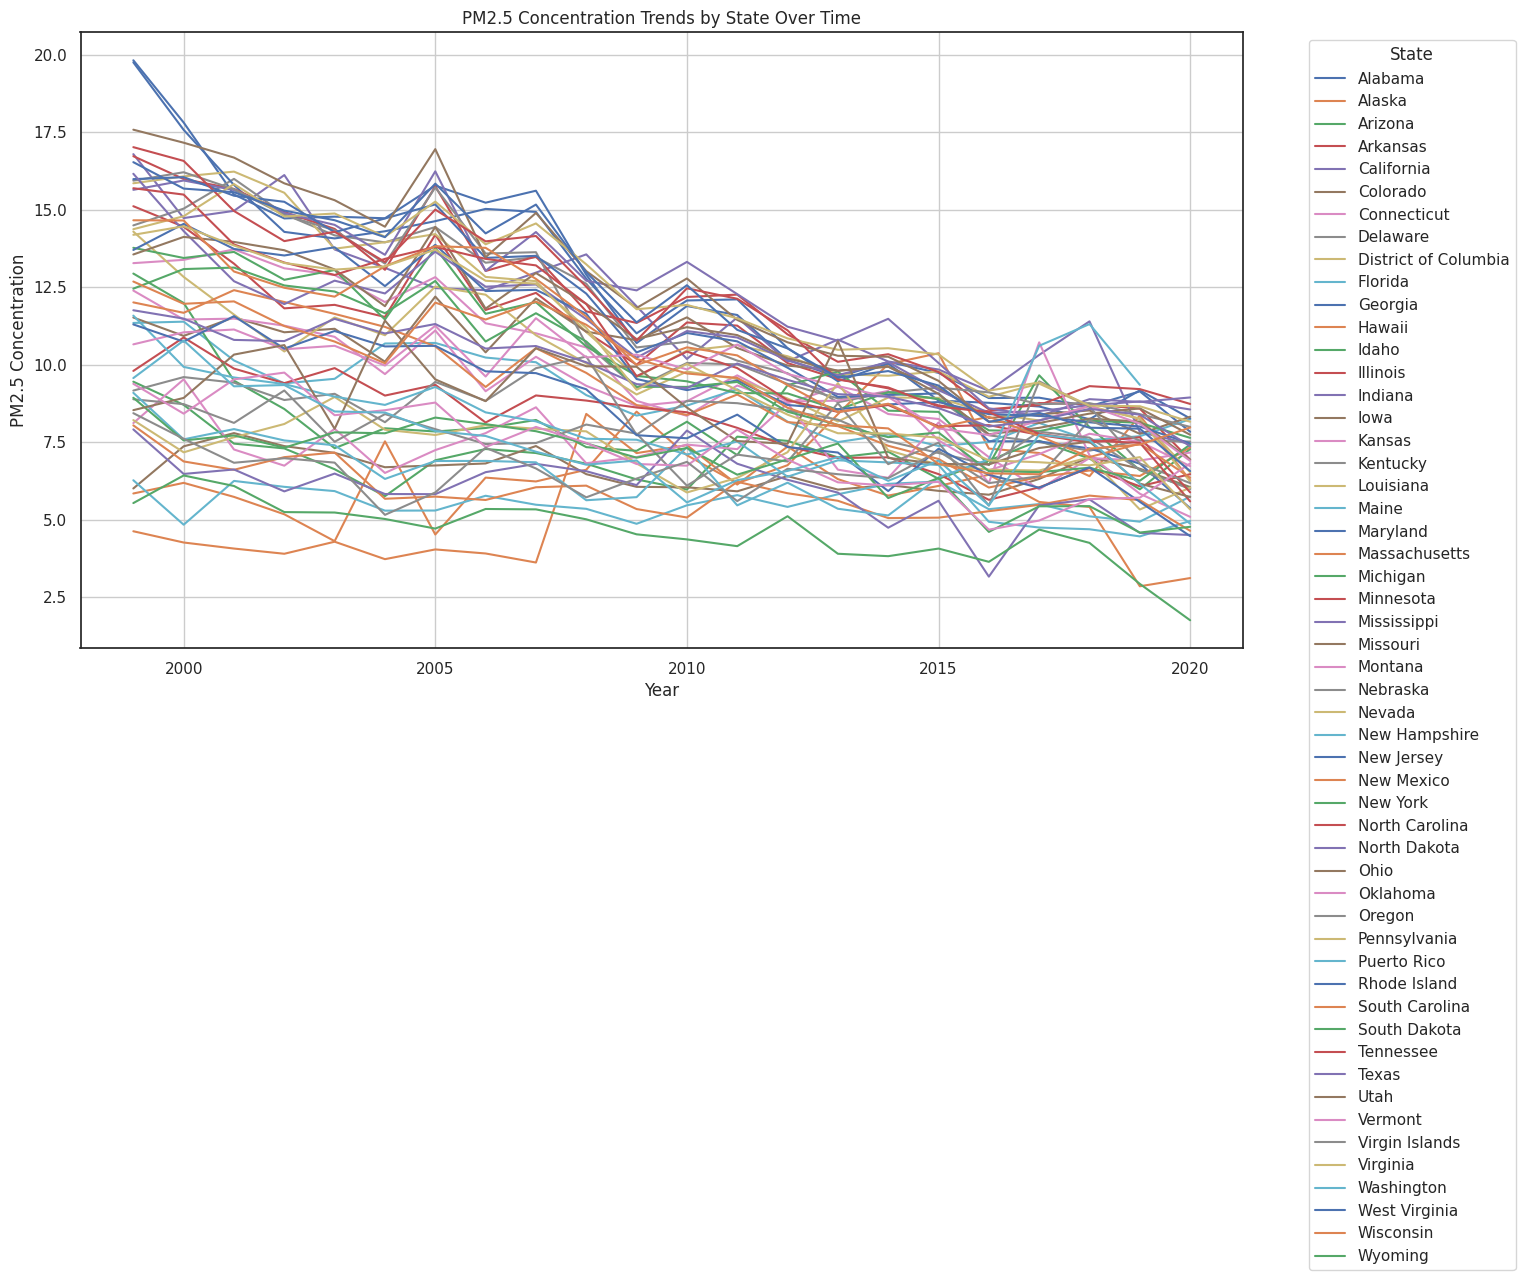 PM2.5 Concentration Trends by State Over Time
20.0
17.5
15.0
12.5
10.0
7.5
5.0
2.5
PM2.5 Concentration
2000
2005
2010
2015
2020
Year
State
Alabama
Alaska
Arizona
Arkansas
California
Colorado
Connecticut
Delaware
District of Columbia
Florida
Georgia
Hawaii
Idaho
Illinois
Indiana
Iowa
Kansas
Kentucky
Louisiana
Maine
Maryland
Massachusetts
Michigan
Minnesota
Mississippi
Missouri
Montana
Nebraska
Nevada
New Hampshire
New Jersey
New Mexico
New York
North Carolina
North Dakota
Ohio
Oklahoma
Oregon
Pennsylvania
Puerto Rico
Rhode Island
South Carolina
South Dakota
Tennessee
Texas
Utah
Vermont
Virgin Islands
Virginia
Washington
West Virginia
Wisconsin
Wyoming